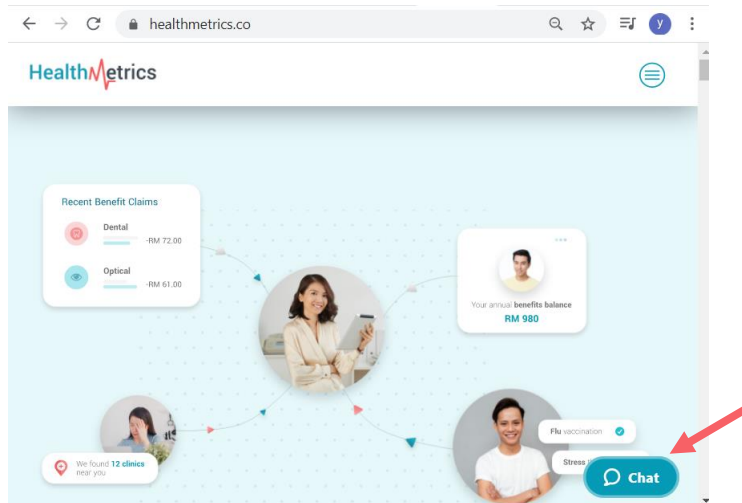 healthmetrics.co
y
HealthMetrics
Recent Benefit Claims
Dental
-RM 72.00
Optical
-RM 61.00
Your annual benefits balance
RM 980
Flu vaccination
We found 12 clinics
near you
Stress
Chat